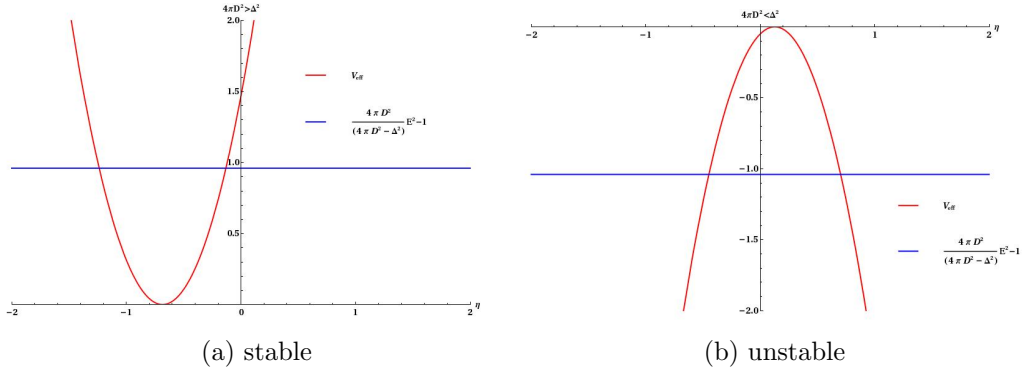 4πD²>Δ²
2.0
1.5
1.0
0.5
-2
-1
0
1
2
η
V_eff
4 π D²
(4 π D² − Δ²)
E²−1
(a) stable
4πD²<Δ²
-2
-1
1
2
η
-0.5
-1.0
-1.5
-2.0
V_eff
4 π D²
(4 π D² − Δ²)
E²−1
(b) unstable